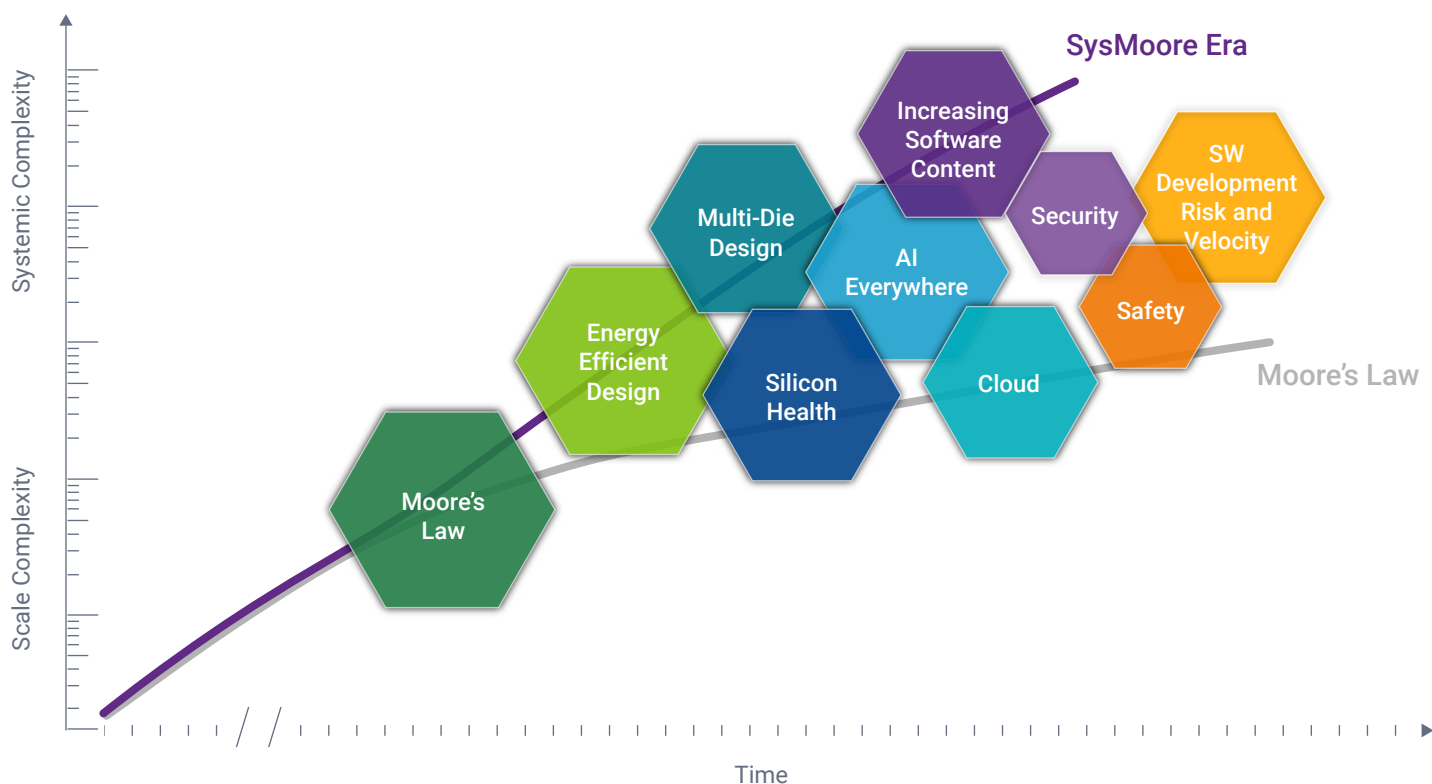 SysMoore Era
Increasing
Software
Content
SW
Development
Risk and
Velocity
Security
Multi-Die
Design
AI
Everywhere
Safety
Energy
Efficient
Design
Silicon
Health
Cloud
Moore's Law
Moore's
Law
Systemic Complexity
Scale Complexity
Time